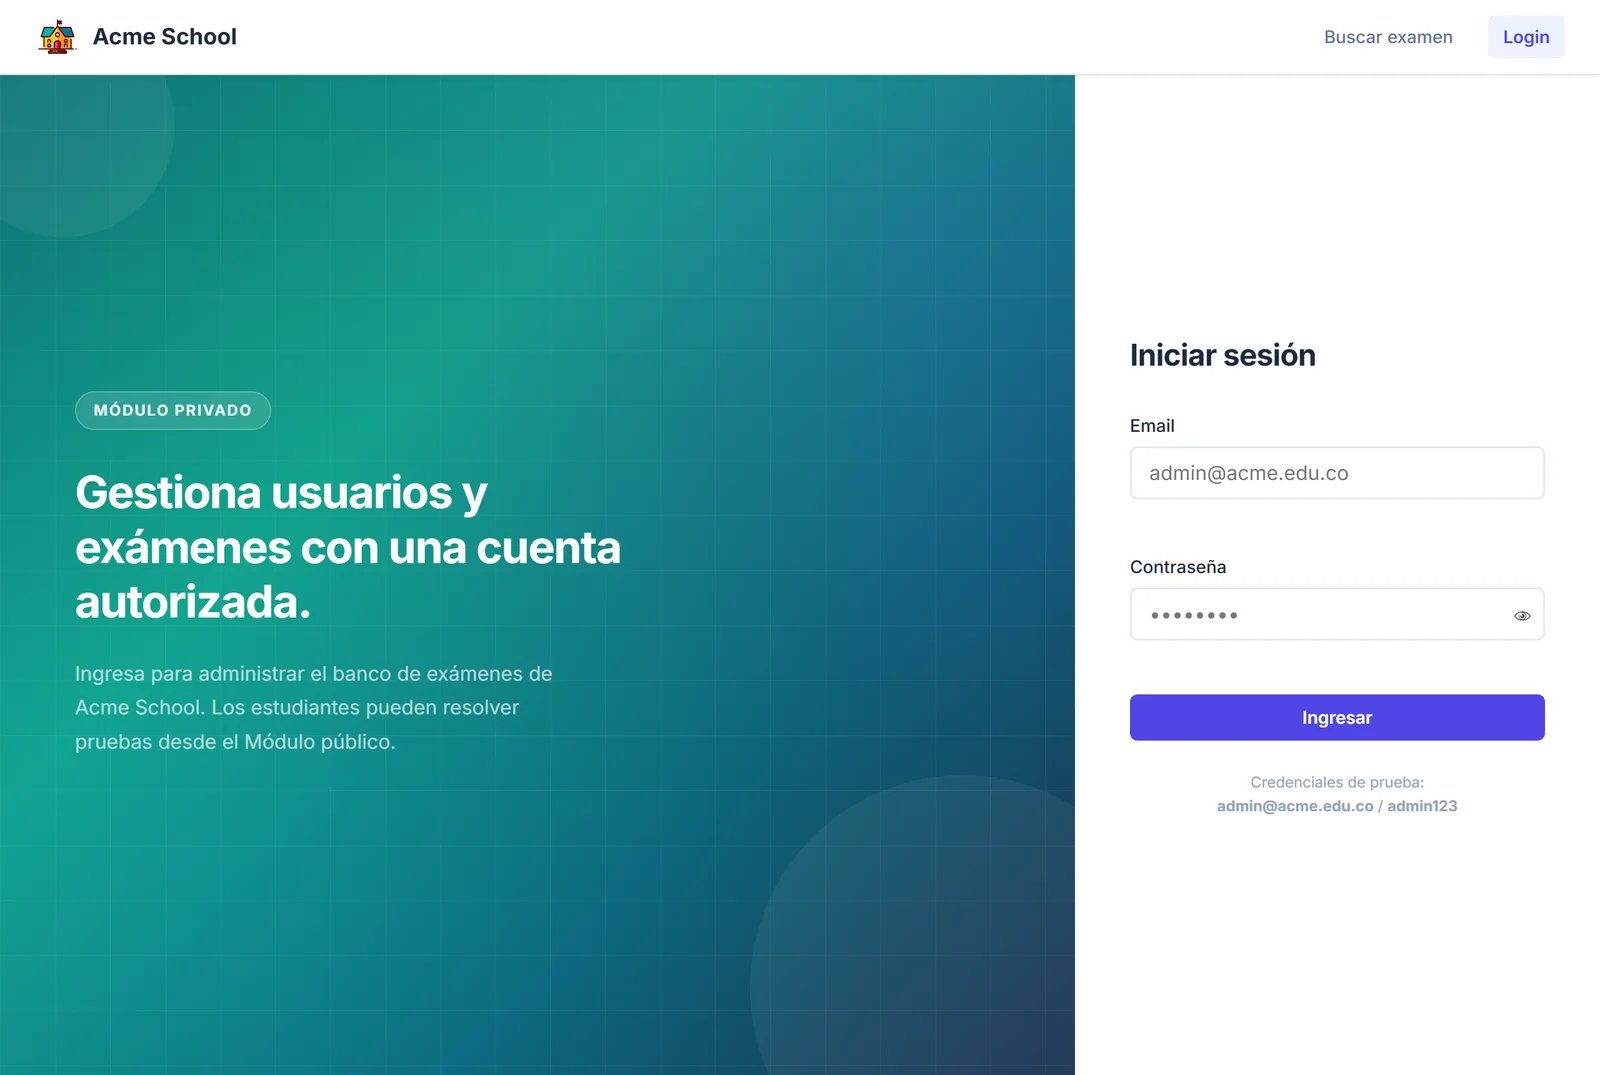 Acme School
Buscar examen
Login
MÓDULO PRIVADO
Gestiona usuarios y
exámenes con una cuenta
autorizada.
Ingresa para administrar el banco de exámenes de
Acme School. Los estudiantes pueden resolver
pruebas desde el Módulo público.
Iniciar sesión
Email
admin@acme.edu.co
Contraseña
••••••••
Ingresar
Credenciales de prueba:
admin@acme.edu.co / admin123